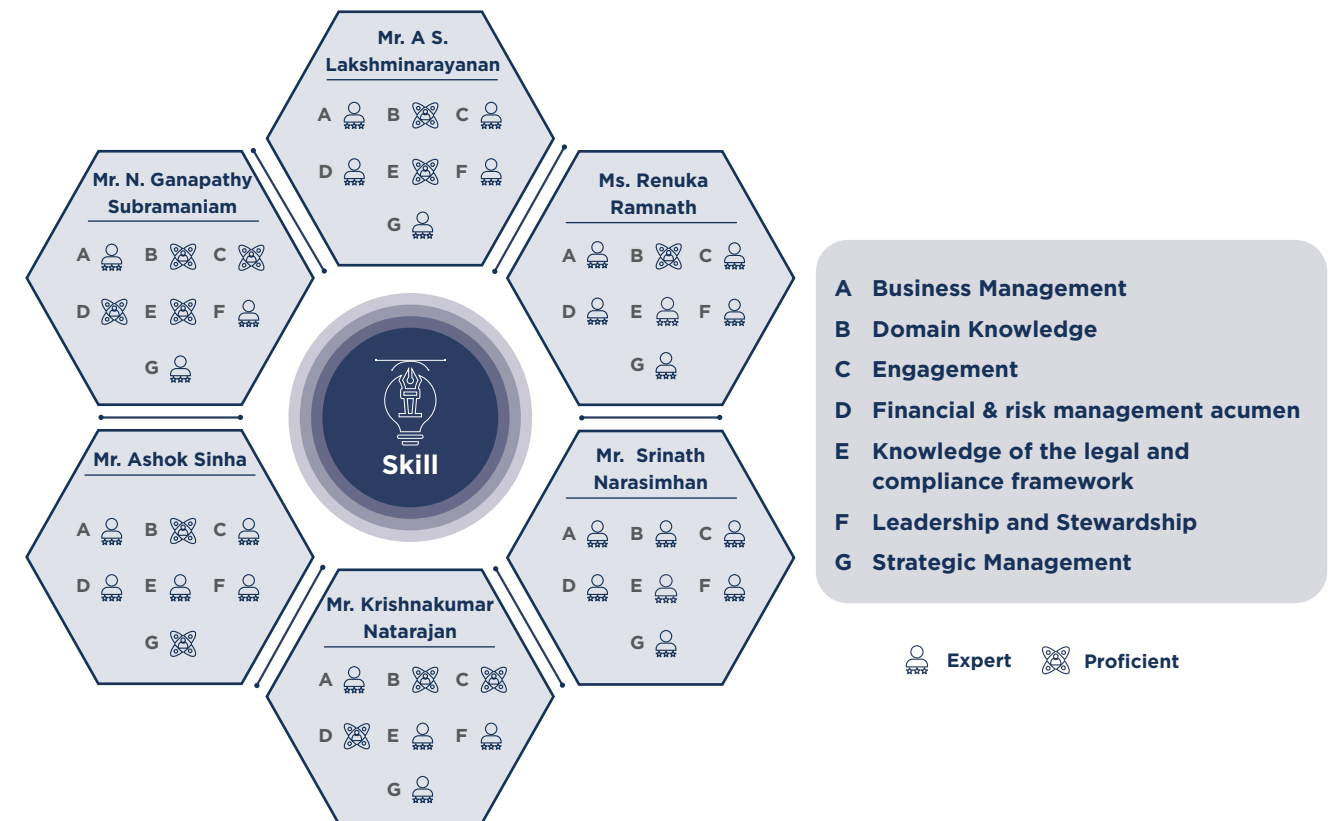 Mr. A S.
Lakshminarayanan
A B C
D E F
G
Mr. N. Ganapathy
Subramaniam
A B C
D E F
G
Ms. Renuka
Ramnath
A B C
D E F
G
Skill
Mr. Ashok Sinha
A B C
D E F
G
Mr. Srinath
Narasimhan
A B C
D E F
G
Mr. Krishnakumar
Natarajan
A B C
D E F
G
A Business Management
B Domain Knowledge
C Engagement
D Financial & risk management acumen
E Knowledge of the legal and
compliance framework
F Leadership and Stewardship
G Strategic Management
Expert Proficient